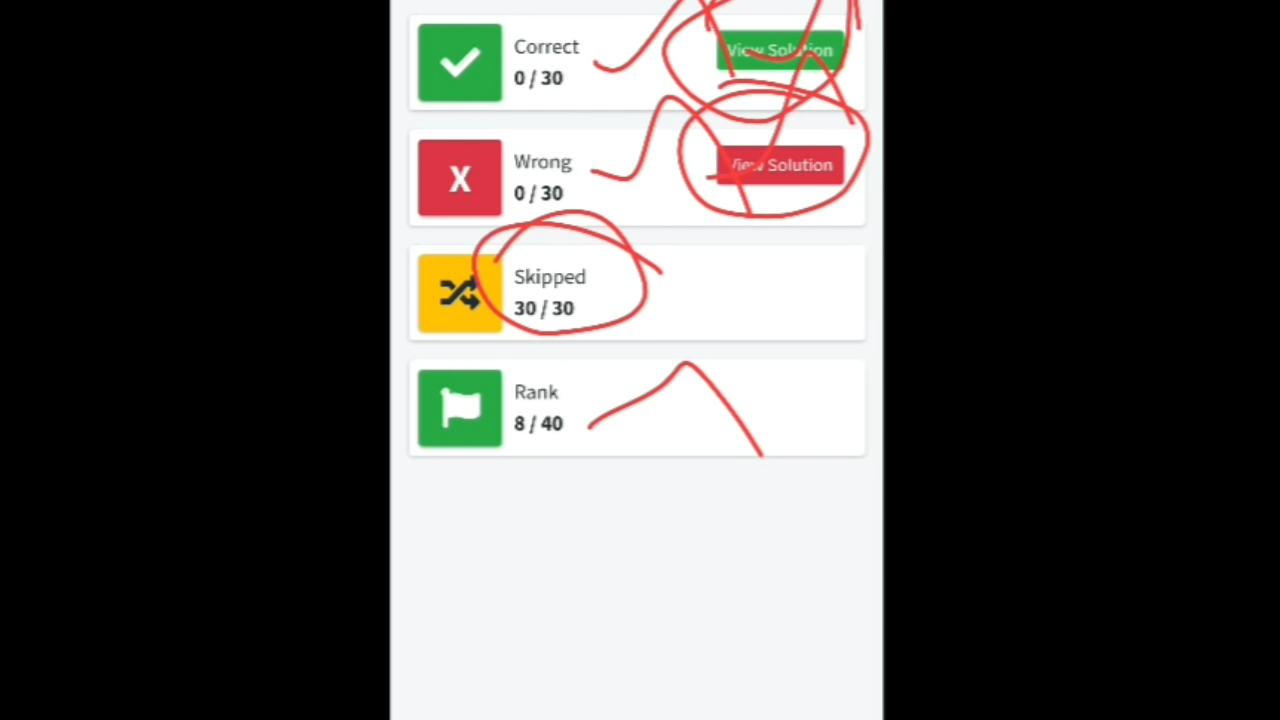 Correct
0 / 30
View Solution
X
Wrong
0 / 30
View Solution
Skipped
30 / 30
Rank
8 / 40